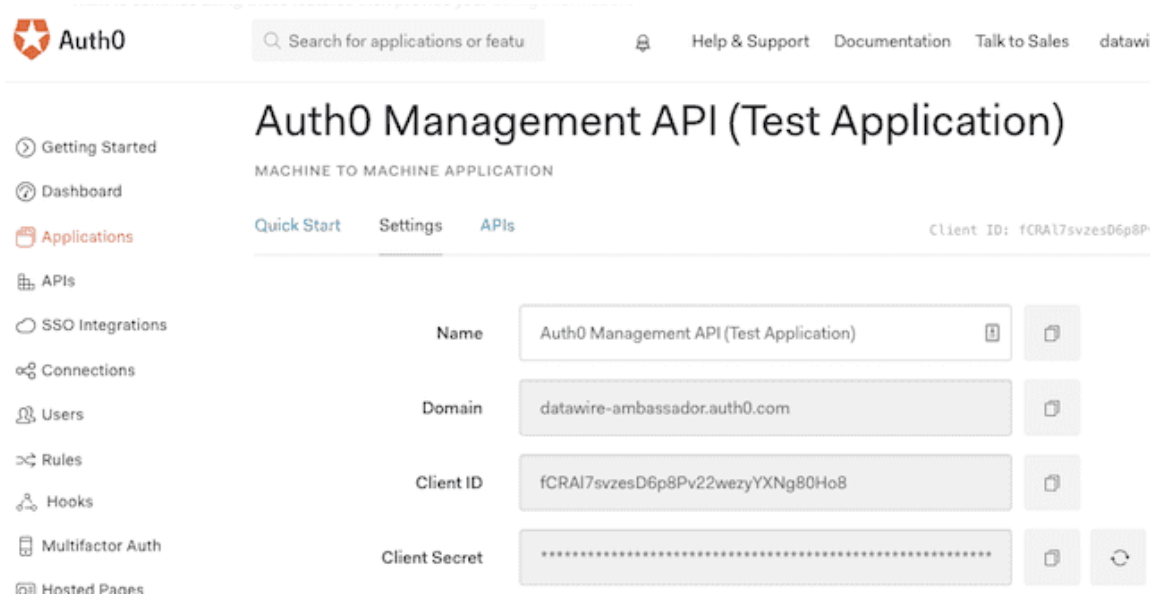 Auth0
Search for applications or featu
Help & Support
Documentation
Talk to Sales
datawi
Getting Started
Dashboard
Applications
APIs
SSO Integrations
Connections
Users
Rules
Hooks
Multifactor Auth
Hosted Pages
Auth0 Management API (Test Application)
MACHINE TO MACHINE APPLICATION
Quick Start
Settings
APIs
Client ID: fCRAl7svzesD6p8P
Name
Auth0 Management API (Test Application)
Domain
datawire-ambassador.auth0.com
Client ID
fCRAl7svzesD6p8Pv22wezyYXNg80Ho8
Client Secret
**********************************************************